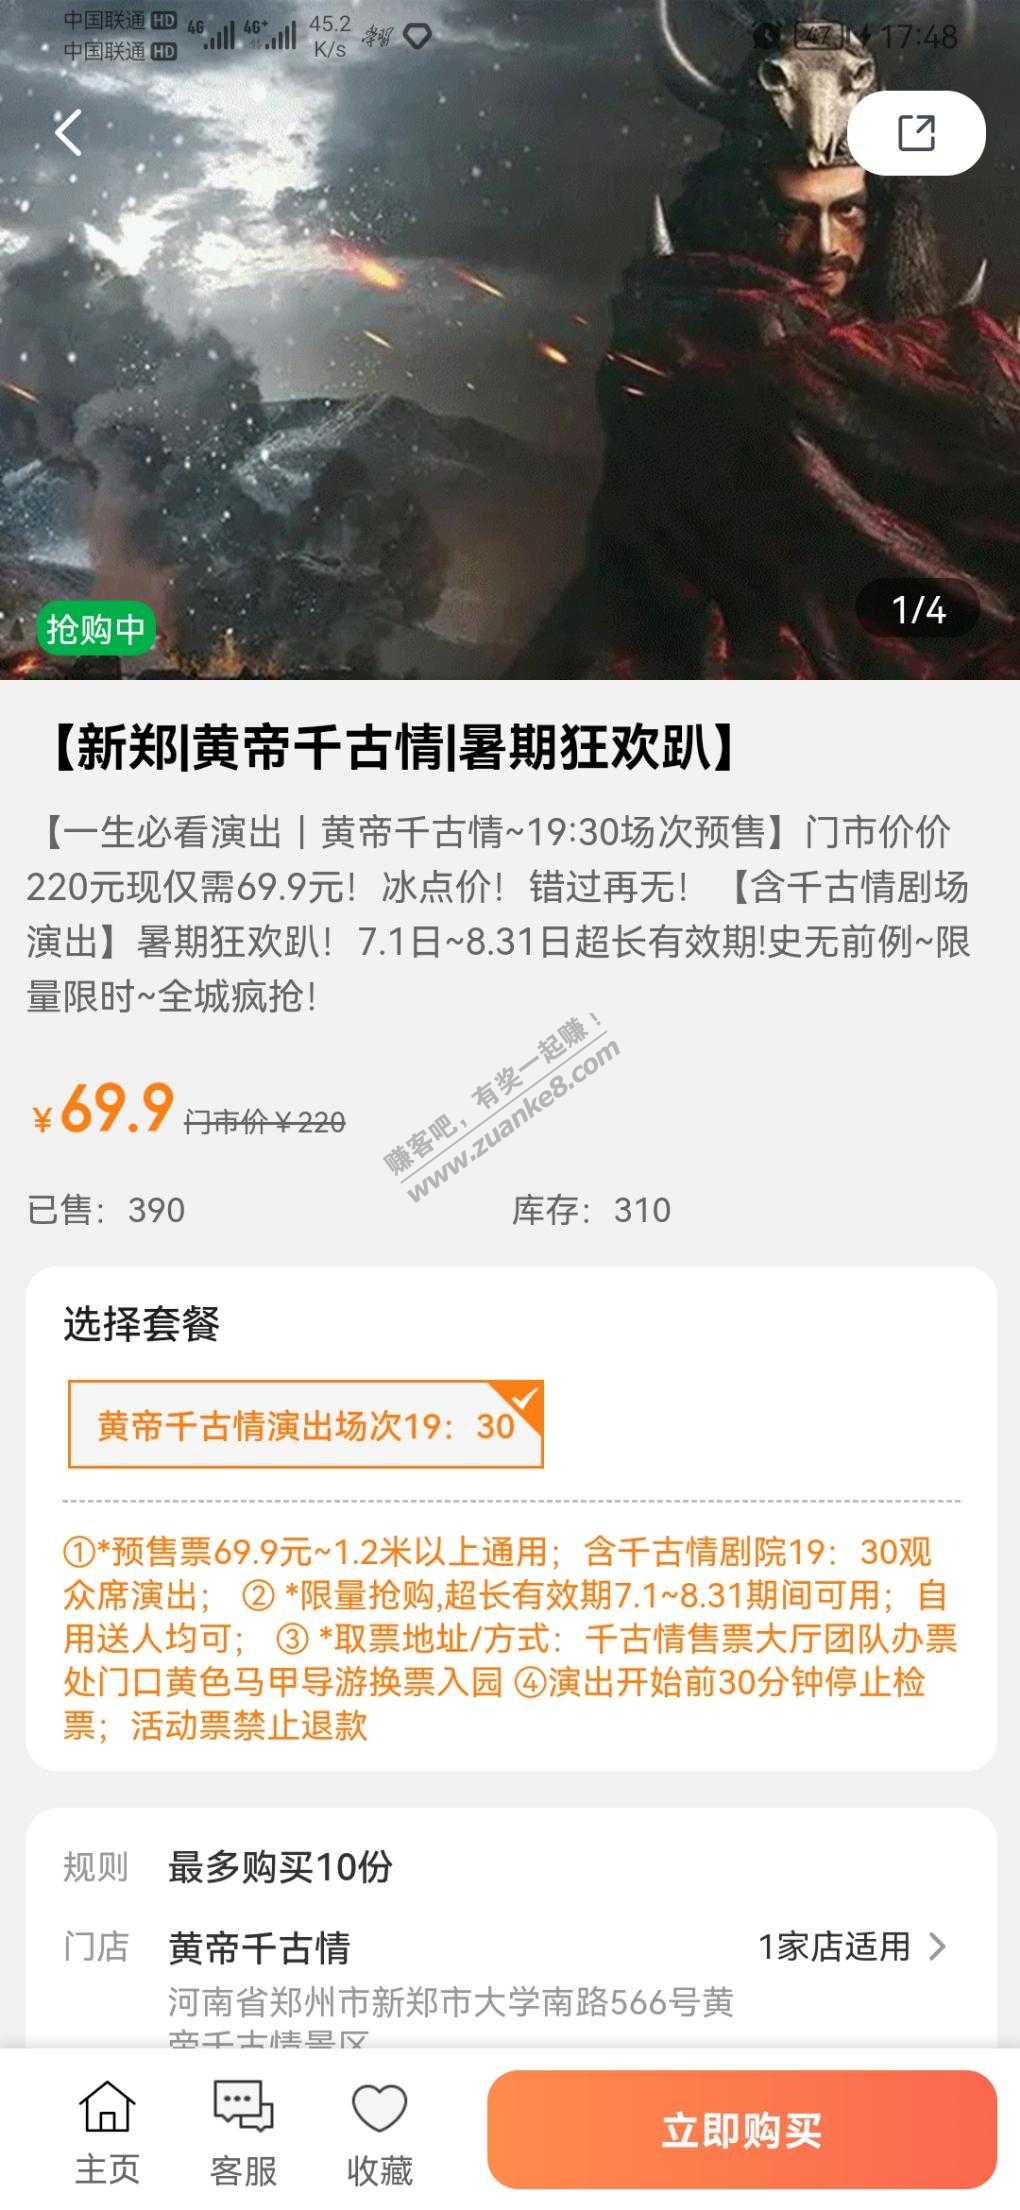 中国联通 HD 4G 4G+ 45.2 K/s 学习 47 17:48
中国联通 HD
1/4
抢购中
【新郑|黄帝千古情|暑期狂欢趴】
【一生必看演出｜黄帝千古情~19:30场次预售】门市价价
220元现仅需69.9元！冰点价！错过再无！【含千古情剧场
演出】暑期狂欢趴！7.1日~8.31日超长有效期!史无前例~限
量限时~全城疯抢！
赚客吧，有奖一起赚！
www.zuanke8.com
¥69.9 门市价¥220
已售：390 库存：310
选择套餐
黄帝千古情演出场次19：30
①*预售票69.9元~1.2米以上通用；含千古情剧院19：30观
众席演出； ② *限量抢购,超长有效期7.1~8.31期间可用；自
用送人均可； ③ *取票地址/方式：千古情售票大厅团队办票
处门口黄色马甲导游换票入园 ④演出开始前30分钟停止检
票；活动票禁止退款
规则 最多购买10份
门店 黄帝千古情 1家店适用
河南省郑州市新郑市大学南路566号黄
帝千古情景区
主页 客服 收藏 立即购买